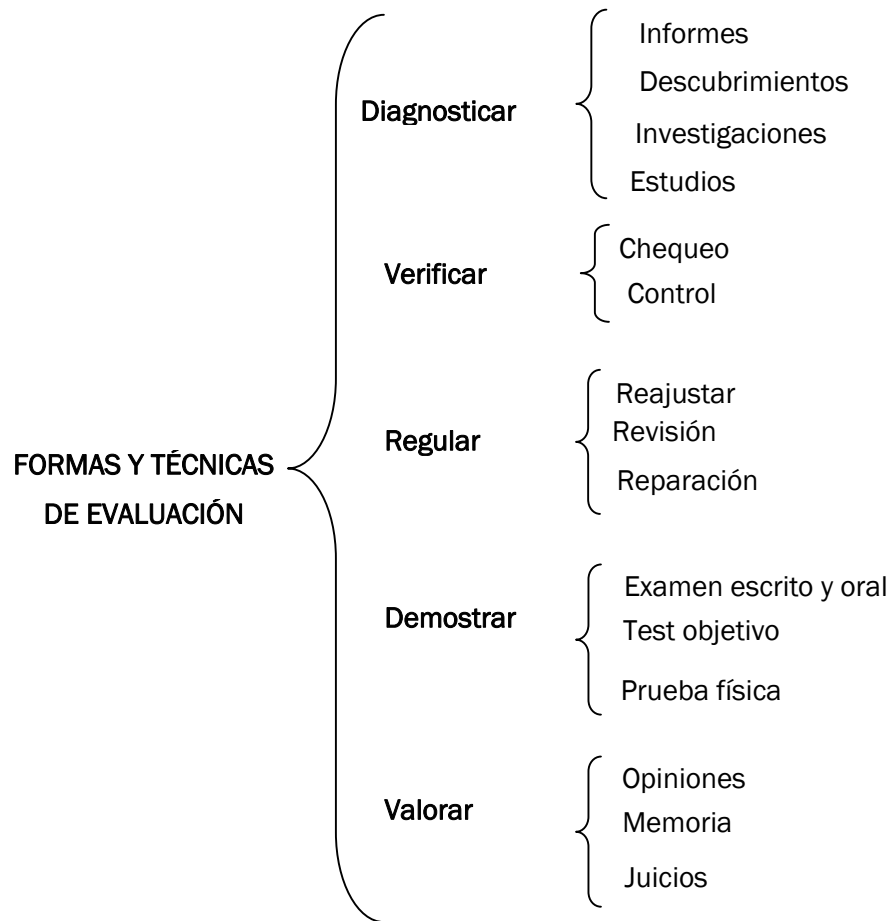 FORMAS Y TÉCNICAS
DE EVALUACIÓN
Diagnosticar
Informes
Descubrimientos
Investigaciones
Estudios
Verificar
Chequeo
Control
Regular
Reajustar
Revisión
Reparación
Demostrar
Examen escrito y oral
Test objetivo
Prueba física
Valorar
Opiniones
Memoria
Juicios